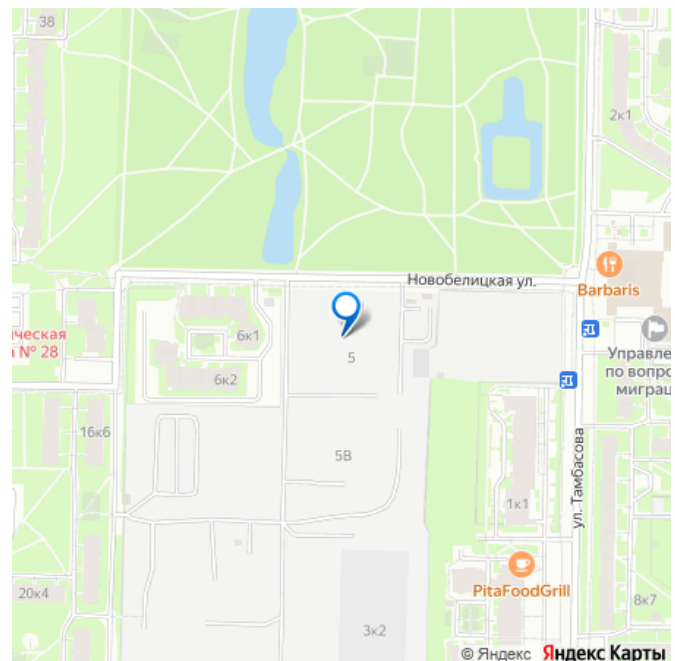 38
2к1
Новобелицкая ул.
Barbaris
6к1
ческая
№ 28
5
Управле
по вопро
миграц
6к2
16к6
5В
ул. Тамбасова
1к1
PitaFoodGrill
20к4
8к7
3к2
© Яндекс Яндекс Карты